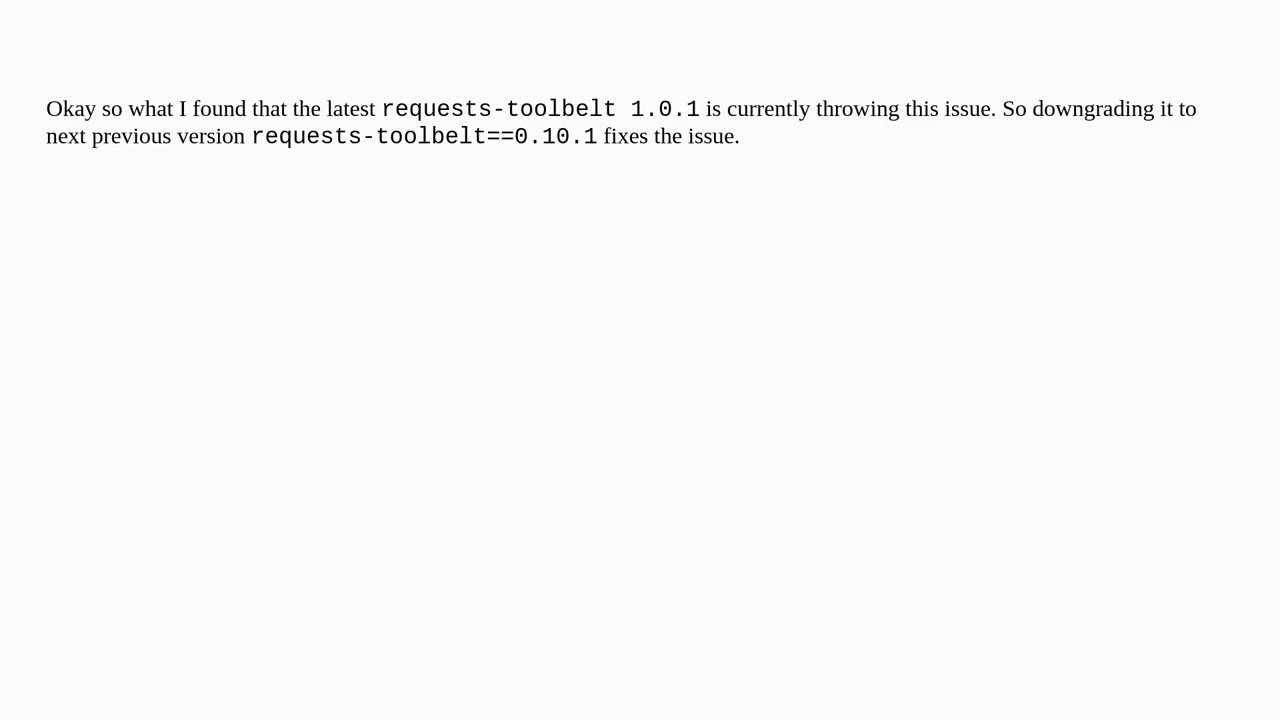 Okay so what I found that the latest requests-toolbelt 1.0.1 is currently throwing this issue. So downgrading it to
next previous version requests-toolbelt==0.10.1 fixes the issue.